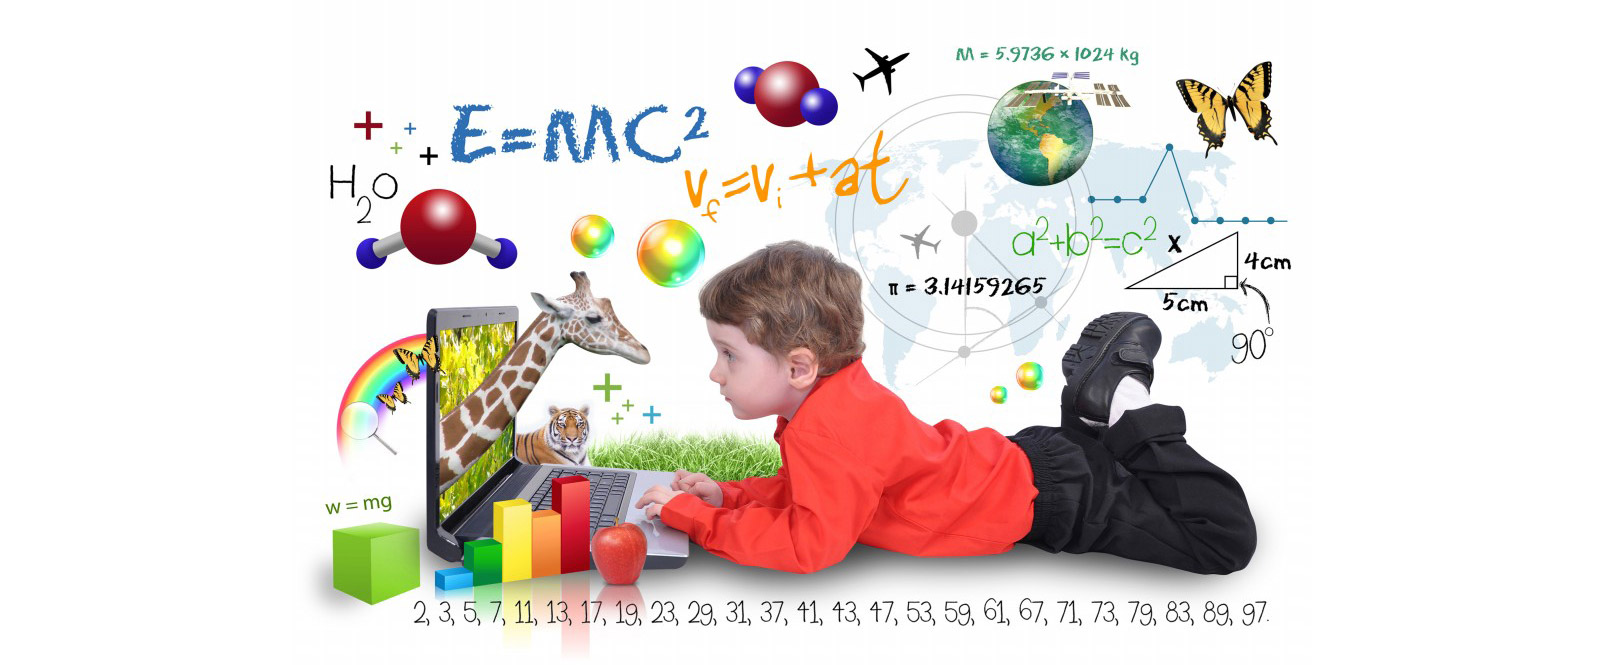 M = 5.9736 × 1024 kg
E=MC²
H₂O
v_f=v_i+at
a²+b²=c²
x
4cm
π = 3.14159265
5cm
90°
w = mg
2, 3, 5, 7, 11, 13, 17, 19, 23, 29, 31, 37, 41, 43, 47, 53, 59, 61, 67, 71, 73, 79, 83, 89, 97.